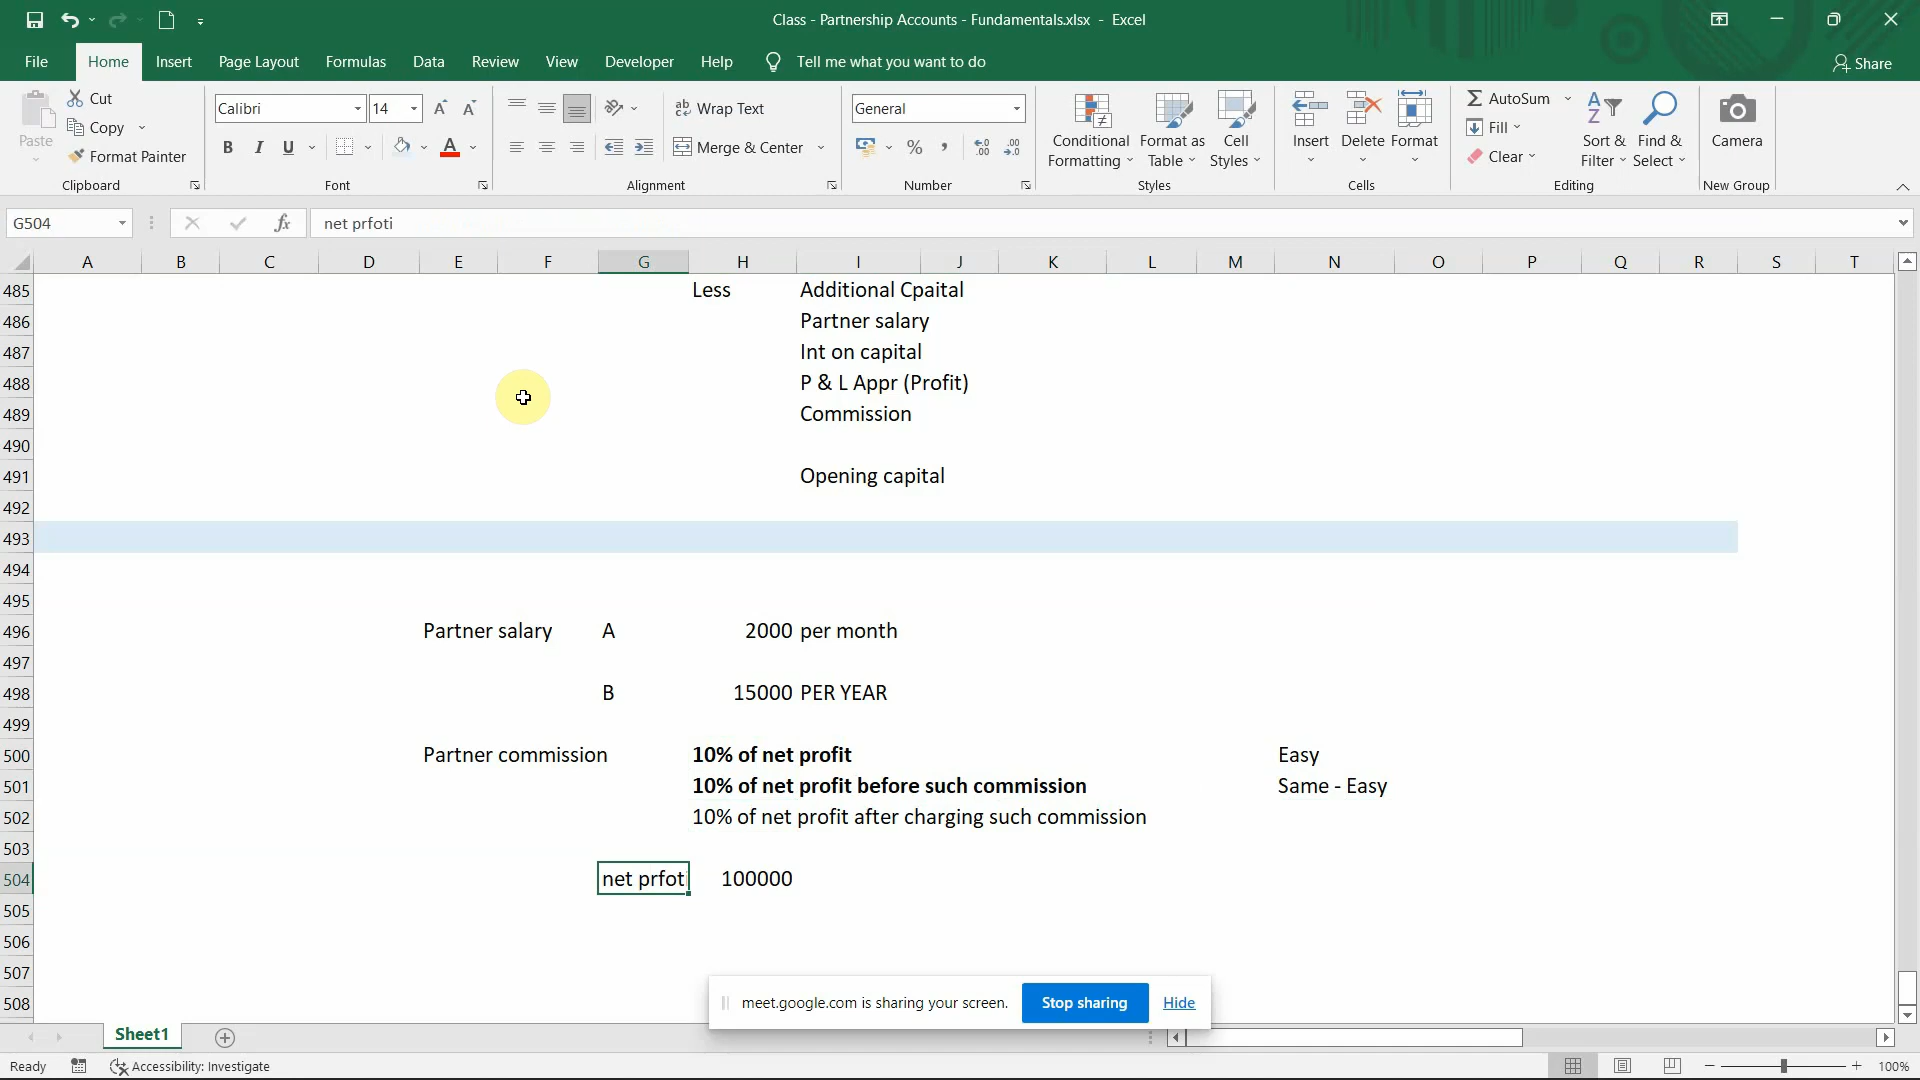 Class - Partnership Accounts - Fundamentals.xlsx - Excel
File Home Insert Page Layout Formulas Data Review View Developer Help Tell me what you want to do Share
Cut
Copy
Format Painter
Paste
Clipboard
Calibri 14
B I U
Font
Wrap Text
Merge & Center
Alignment
General
%
Number
Conditional Formatting
Format as Table
Cell Styles
Styles
Insert Delete Format
Cells
AutoSum
Fill
Clear
Sort & Filter
Find & Select
Editing
Camera
New Group
G504 fx net prfoti
A B C D E F G H I J K L M N O P Q R S T
485 Less Additional Cpaital
486 Partner salary
487 Int on capital
488 P & L Appr (Profit)
489 Commission
490
491 Opening capital
492
493
494
495
496 Partner salary A 2000 per month
497
498 B 15000 PER YEAR
499
500 Partner commission 10% of net profit Easy
501 10% of net profit before such commission Same - Easy
502 10% of net profit after charging such commission
503
504 net prfot 100000
505
506
507
508
meet.google.com is sharing your screen. Stop sharing Hide
Sheet1
Ready Accessibility: Investigate 100%